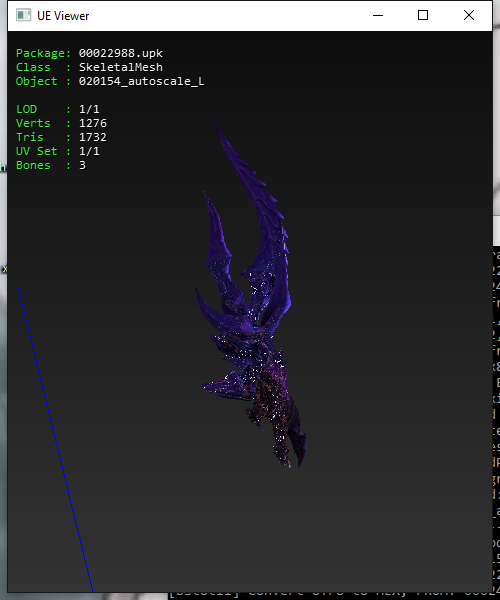 UE Viewer
Package: 00022988.upk
Class : SkeletalMesh
Object : 020154_autoscale_L
LOD : 1/1
Verts : 1276
Tris : 1732
UV Set : 1/1
Bones : 3